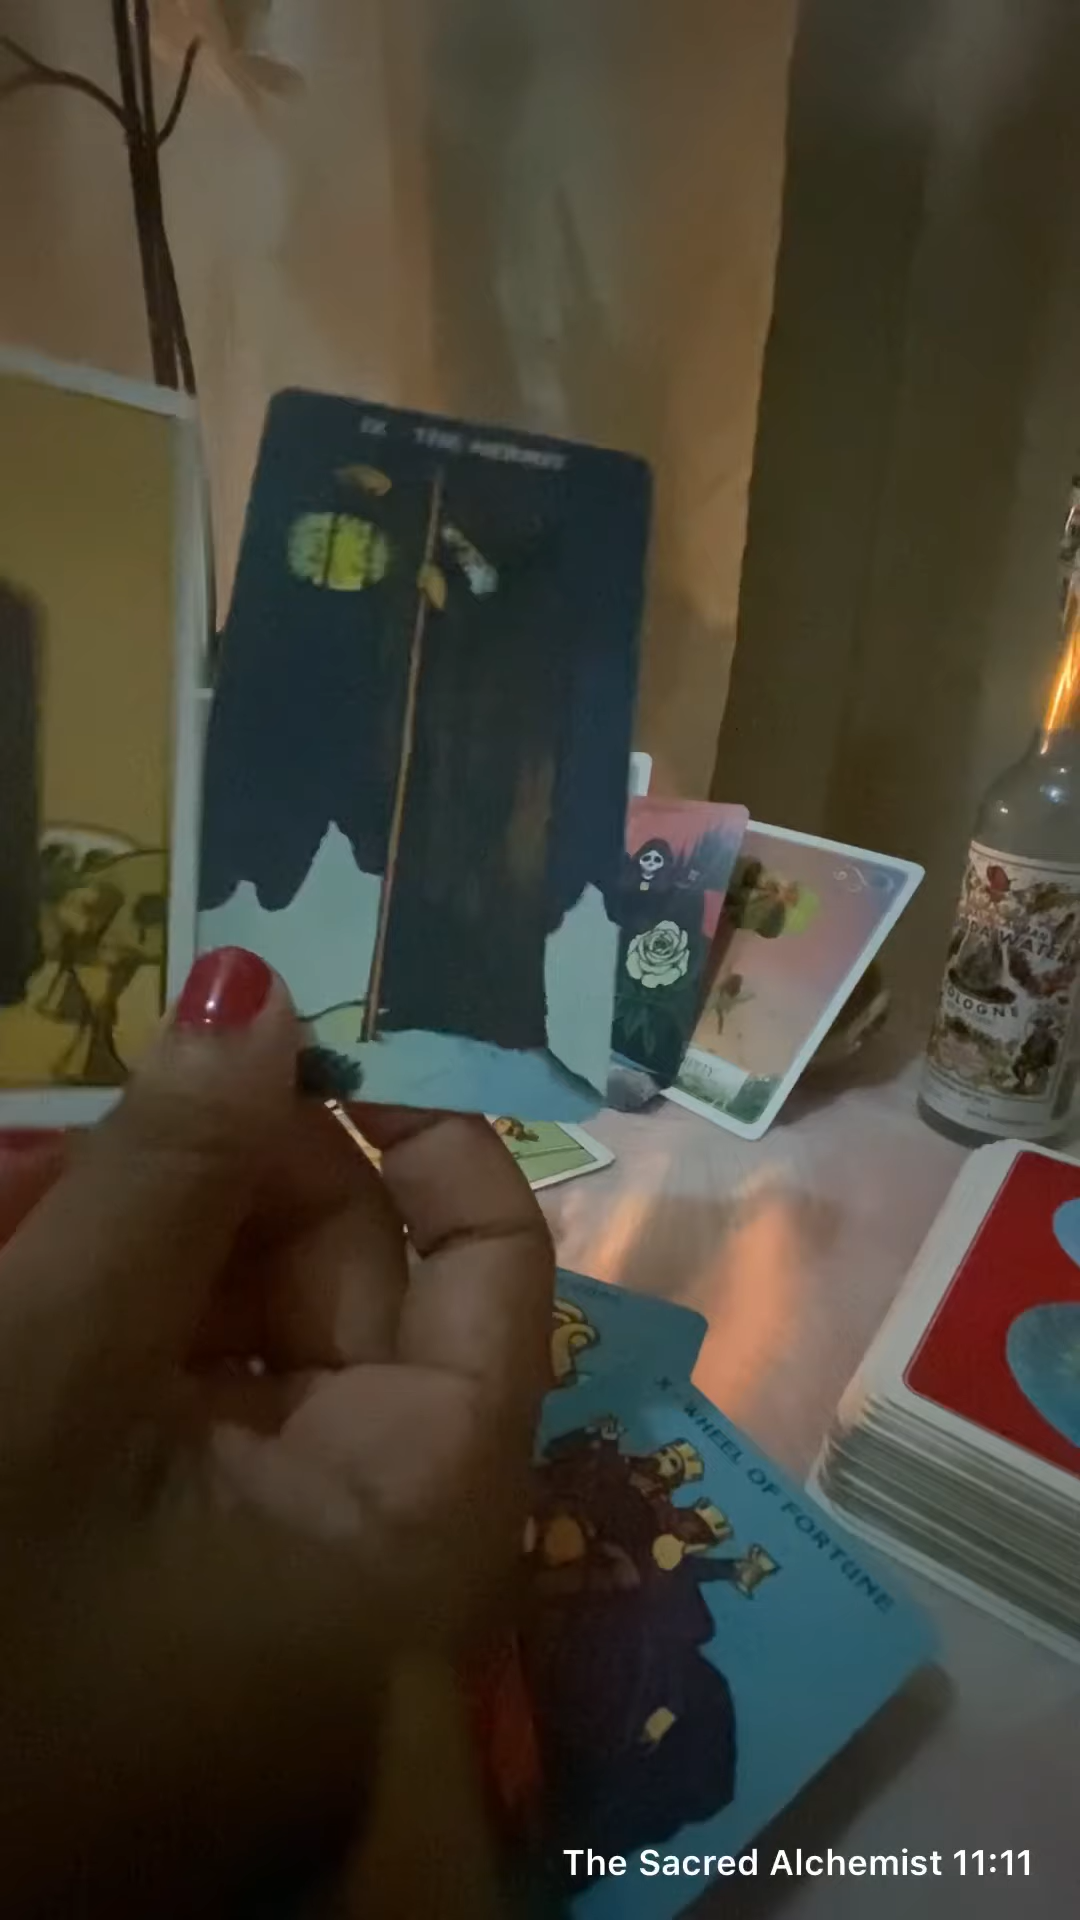 IX THE HERMIT
COLOGNE
X WHEEL OF FORTUNE
The Sacred Alchemist 11:11